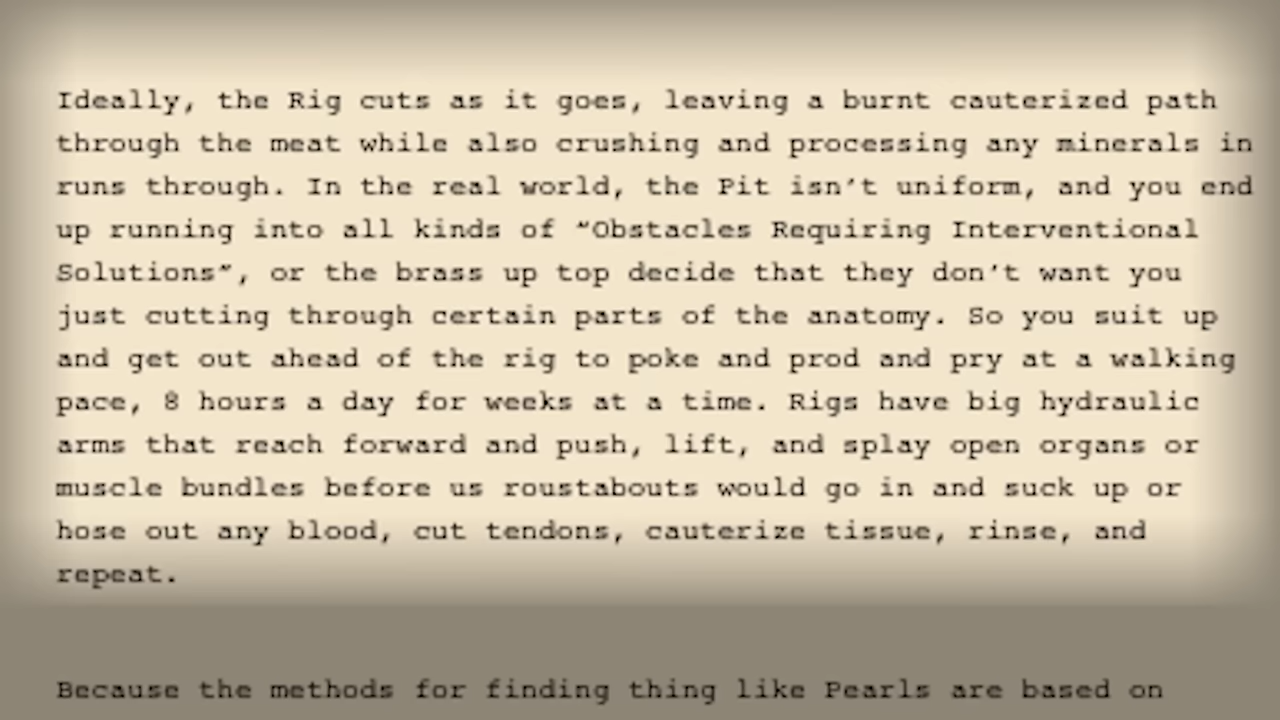 Ideally, the Rig cuts as it goes, leaving a burnt cauterized path
through the meat while also crushing and processing any minerals in
runs through. In the real world, the Pit isn’t uniform, and you end
up running into all kinds of “Obstacles Requiring Interventional
Solutions”, or the brass up top decide that they don’t want you
just cutting through certain parts of the anatomy. So you suit up
and get out ahead of the rig to poke and prod and pry at a walking
pace, 8 hours a day for weeks at a time. Rigs have big hydraulic
arms that reach forward and push, lift, and splay open organs or
muscle bundles before us roustabouts would go in and suck up or
hose out any blood, cut tendons, cauterize tissue, rinse, and
repeat.
Because the methods for finding thing like Pearls are based on